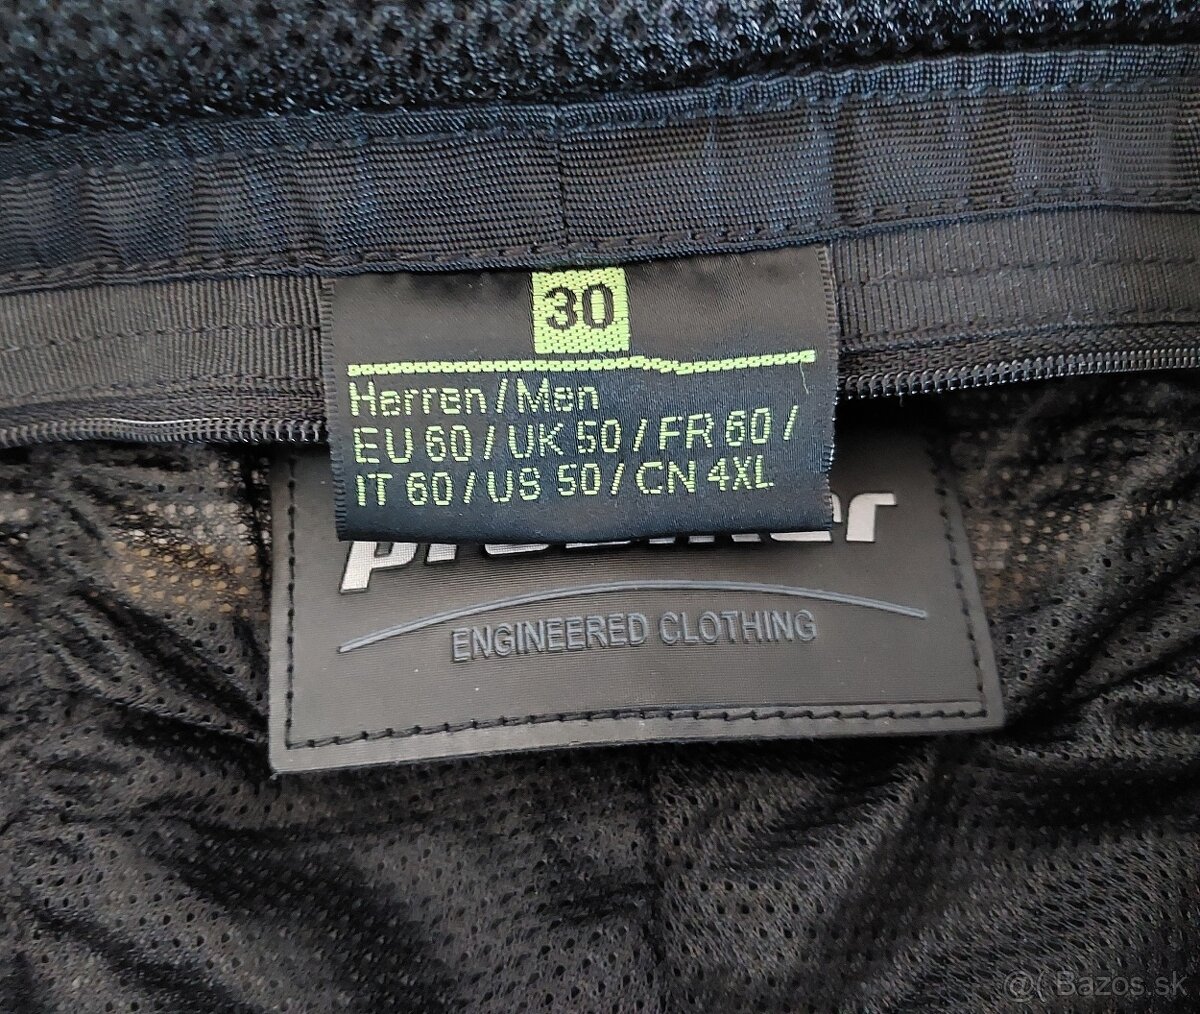 30
Herren / Men
EU 60 / UK 50 / FR 60 /
IT 60 / US 50 / CN 4XL
ENGINEERED CLOTHING
@( Bazos.sk